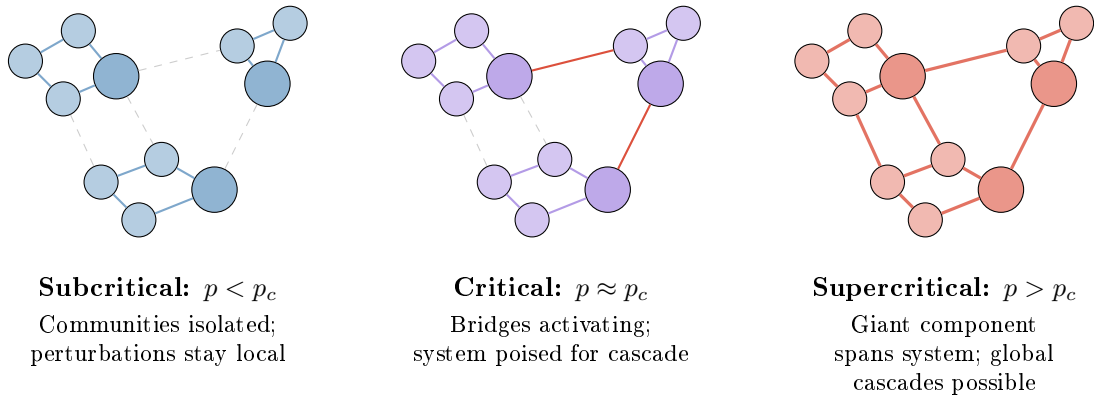 Subcritical: p < p_c
Communities isolated;
perturbations stay local
Critical: p ≈ p_c
Bridges activating;
system poised for cascade
Supercritical: p > p_c
Giant component
spans system; global
cascades possible